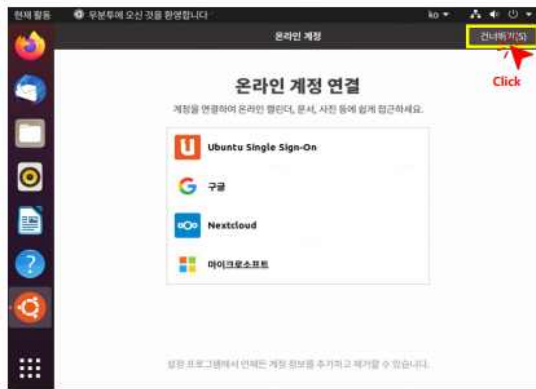 현재 활동 우분투에 오신 것을 환영합니다 ko
온라인 계정 건너뛰기(S)
Click
온라인 계정 연결
계정을 연결하여 온라인 캘린더, 문서, 사진 등에 쉽게 접근하세요.
Ubuntu Single Sign-On
구글
Nextcloud
마이크로소프트
설정 프로그램에서 언제든 계정 정보를 추가하고 제거할 수 있습니다.